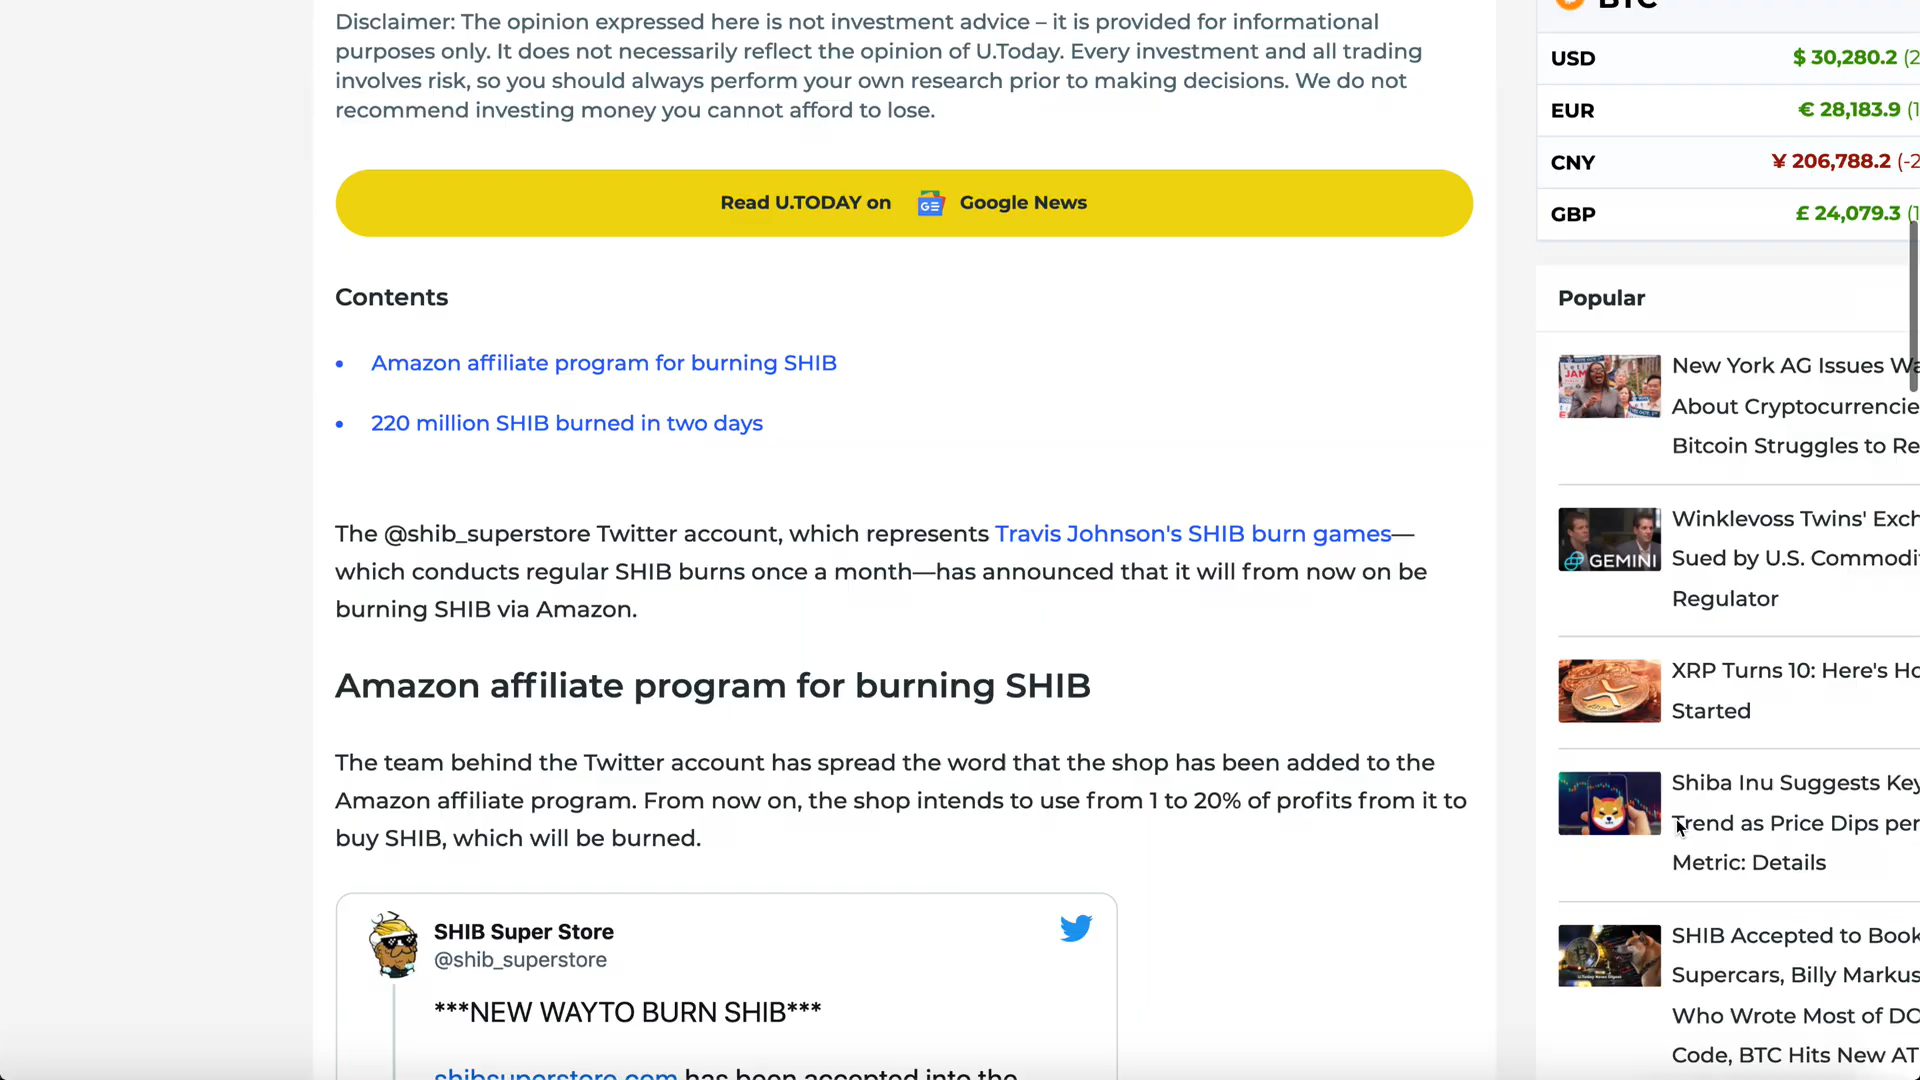 Disclaimer: The opinion expressed here is not investment advice – it is provided for informational
purposes only. It does not necessarily reflect the opinion of U.Today. Every investment and all trading
involves risk, so you should always perform your own research prior to making decisions. We do not
recommend investing money you cannot afford to lose.
Read U.TODAY on GE Google News
Contents
• Amazon affiliate program for burning SHIB
• 220 million SHIB burned in two days
The @shib_superstore Twitter account, which represents Travis Johnson's SHIB burn games—
which conducts regular SHIB burns once a month—has announced that it will from now on be
burning SHIB via Amazon.
Amazon affiliate program for burning SHIB
The team behind the Twitter account has spread the word that the shop has been added to the
Amazon affiliate program. From now on, the shop intends to use from 1 to 20% of profits from it to
buy SHIB, which will be burned.
SHIB Super Store
@shib_superstore
***NEW WAYTO BURN SHIB***
shibsuperstore.com has been accepted into the
BTC
USD $ 30,280.2 (2
EUR € 28,183.9 (1
CNY ¥ 206,788.2 (-2
GBP £ 24,079.3 (1
Popular
New York AG Issues Wa
About Cryptocurrencie
Bitcoin Struggles to Re
GEMINI
Winklevoss Twins' Exch
Sued by U.S. Commodi
Regulator
XRP Turns 10: Here's Ho
Started
Shiba Inu Suggests Key
Trend as Price Dips per
Metric: Details
SHIB Accepted to Book
Supercars, Billy Markus
Who Wrote Most of DO
Code, BTC Hits New AT